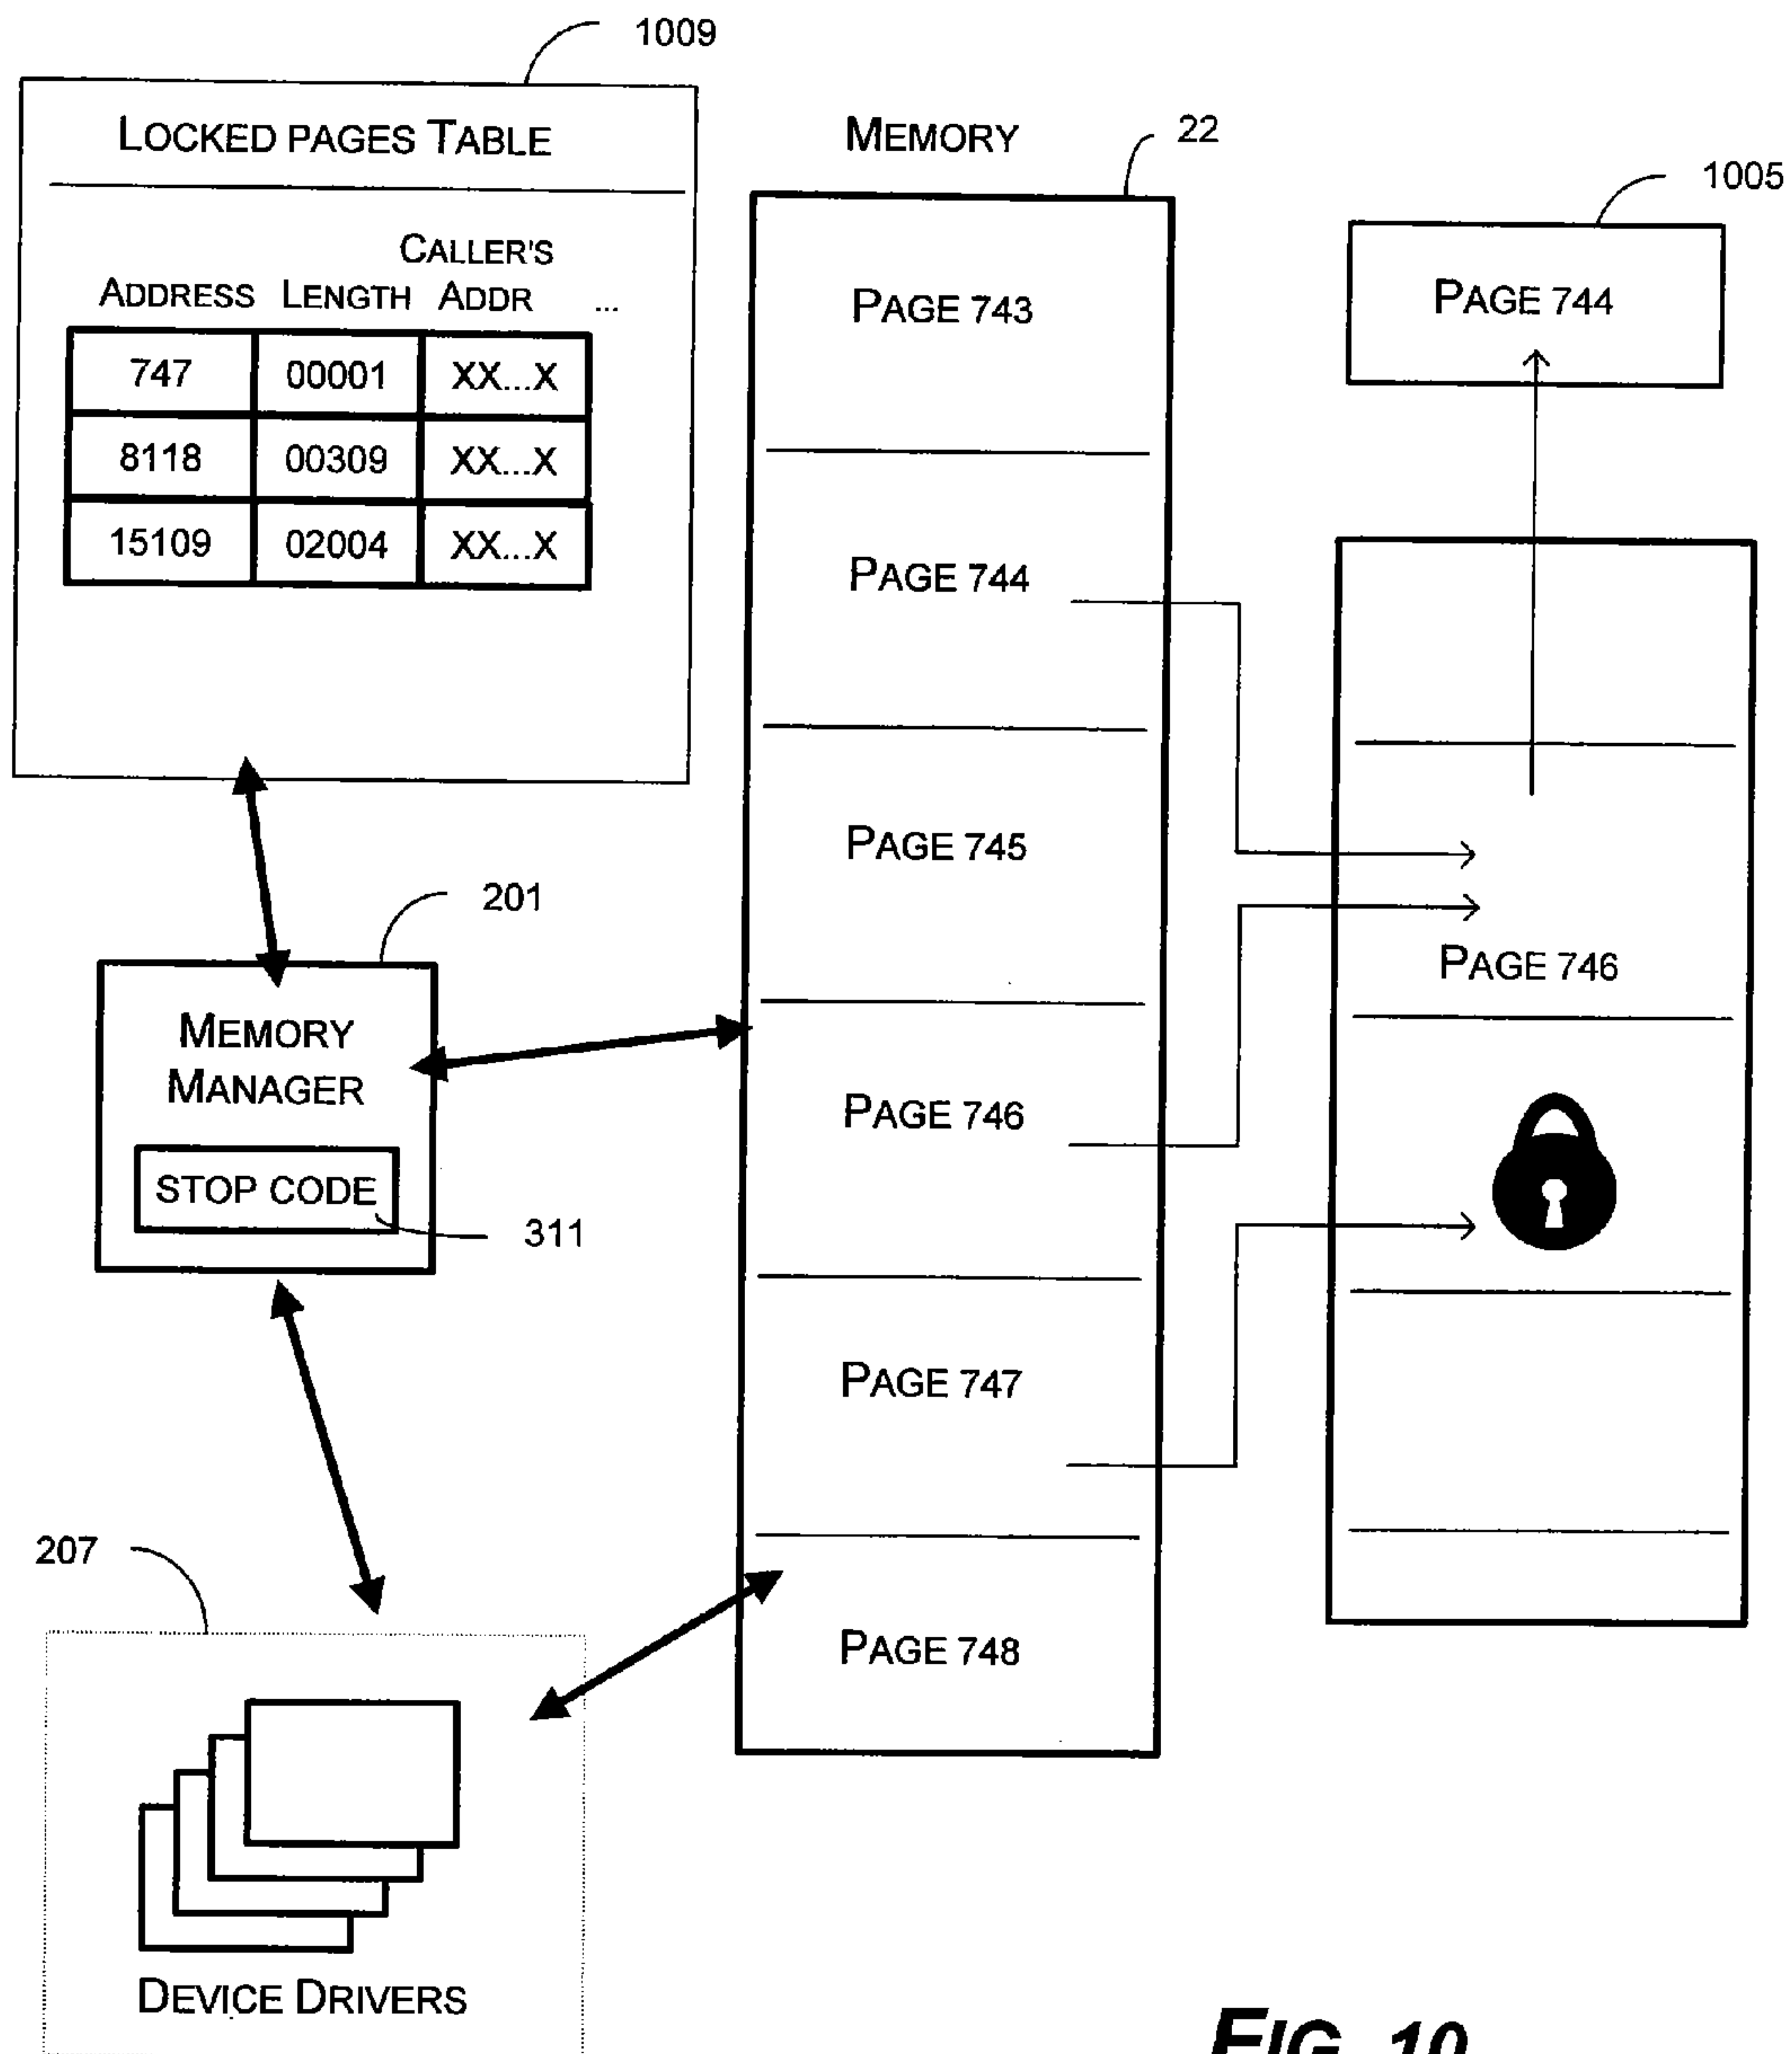 1009
LOCKED PAGES TABLE
CALLER'S
ADDRESS LENGTH ADDR ...
747 00001 XX...X
8118 00309 XX...X
15109 02004 XX...X
MEMORY
22
1005
PAGE 743
PAGE 744
PAGE 745
PAGE 746
PAGE 747
PAGE 748
PAGE 744
PAGE 746
201
MEMORY
MANAGER
STOP CODE
311
207
DEVICE DRIVERS
FIG. 10